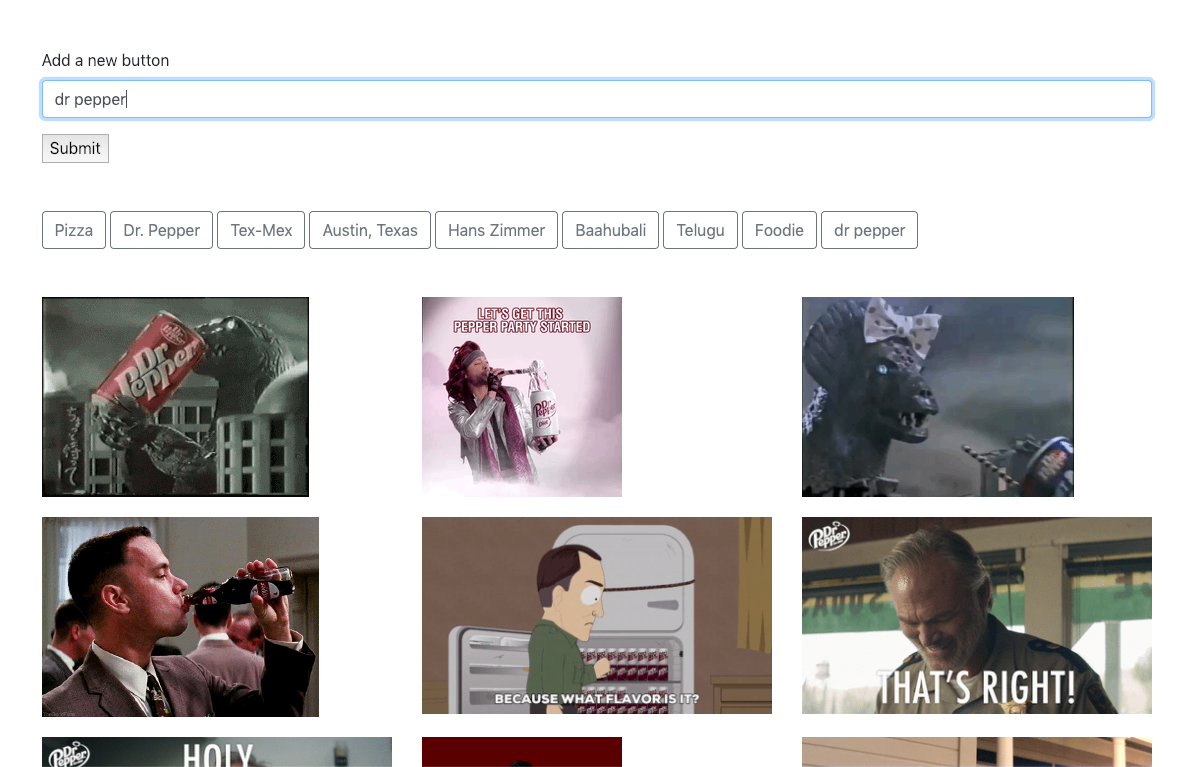 Add a new button
dr pepper
Submit
Pizza Dr. Pepper Tex-Mex Austin, Texas Hans Zimmer Baahubali Telugu Foodie dr pepper
Dr Pepper
LET'S GET THIS
PEPPER PARTY STARTED
Dr Pepper
BECAUSE WHAT FLAVOR IS IT?
Dr Pepper
THAT'S RIGHT!
Dr Pepper
HOLY